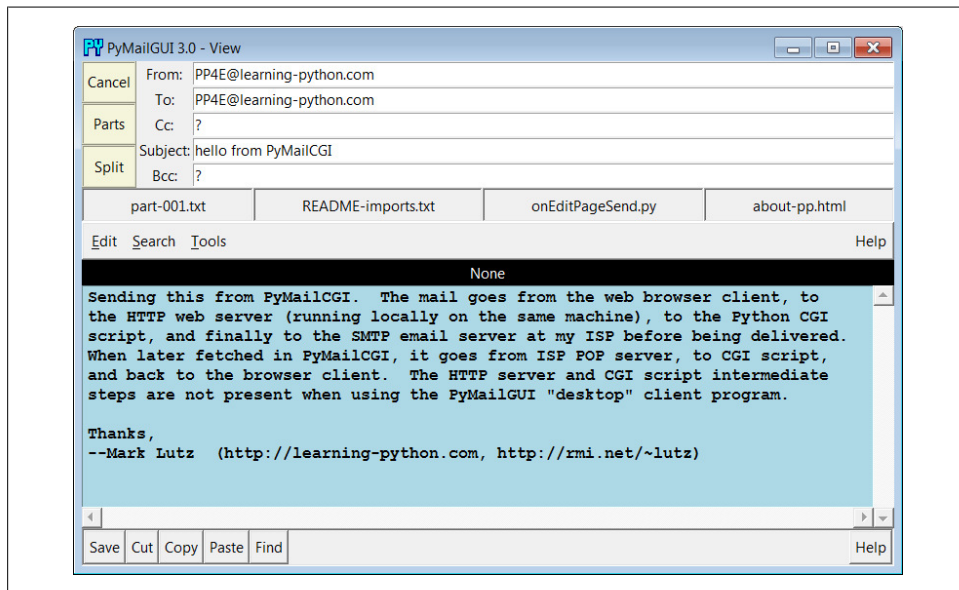 PyMailGUI 3.0 - View
Cancel
From: PP4E@learning-python.com
To: PP4E@learning-python.com
Parts
Cc: ?
Subject: hello from PyMailCGI
Split
Bcc: ?
part-001.txt README-imports.txt onEditPageSend.py about-pp.html
Edit Search Tools Help
None
Sending this from PyMailCGI. The mail goes from the web browser client, to
the HTTP web server (running locally on the same machine), to the Python CGI
script, and finally to the SMTP email server at my ISP before being delivered.
When later fetched in PyMailCGI, it goes from ISP POP server, to CGI script,
and back to the browser client. The HTTP server and CGI script intermediate
steps are not present when using the PyMailGUI "desktop" client program.
Thanks,
--Mark Lutz (http://learning-python.com, http://rmi.net/~lutz)
Save Cut Copy Paste Find Help